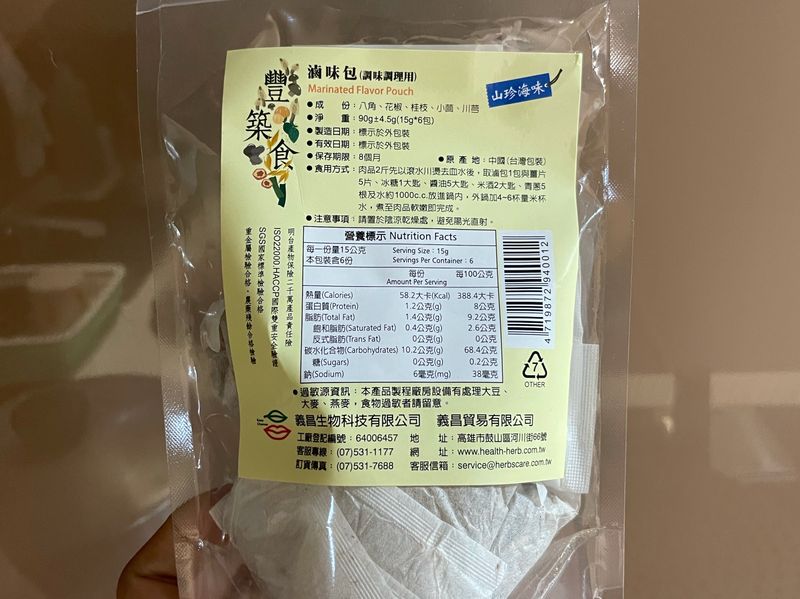 豐築食
滷味包(調味調理用)
Marinated Flavor Pouch
山珍海味
●成 份：八角、花椒、桂枝、小茴、川芎
●淨 重：90g±4.5g(15g*6包)
●製造日期：標示於外包裝
●有效日期：標示於外包裝
●保存期限：8個月
●原 產 地：中國(台灣包裝)
●食用方式：肉品2斤先以滾水川燙去血水後，取滷包1包與薑片
5片、冰糖1大匙、醬油5大匙、米酒2大匙、青蔥5
根及水約1000c.c.放進鍋內，外鍋加4~6杯量米杯
水，煮至肉品軟嫩即完成。
●注意事項：請置於陰涼乾燥處，避免陽光直射。
明台產物保險二千萬產品責任險
ISO22000.HACCP國際雙重安全驗證
SGS國家標準檢驗合格
重金屬檢驗合格、農藥殘餘合格檢驗
營養標示 Nutrition Facts
每一份量15公克 Serving Size：15g
本包裝含6份 Servings Per Container：6
每份 每100公克
Amount Per Serving
熱量(Calories) 58.2大卡(Kcal) 388.4大卡
蛋白質(Protein) 1.2公克(g) 8公克
脂肪(Total Fat) 1.4公克(g) 9.2公克
飽和脂肪(Saturated Fat) 0.4公克(g) 2.6公克
反式脂肪(Trans Fat) 0公克(g) 0公克
碳水化合物(Carbohydrates) 10.2公克(g) 68.4公克
糖(Sugars) 0公克(g) 0.2公克
鈉(Sodium) 6毫克(mg) 38毫克
4719872940012
7
OTHER
●過敏源資訊：本產品製程廠房設備有處理大豆、
大麥、燕麥，食物過敏者請留意。
義昌生物科技有限公司 義昌貿易有限公司
工廠登記編號：64006457 地 址：高雄市鼓山區河川街66號
客服專線：(07)531-1177 網 址：www.health-herb.com.tw
訂貨傳真：(07)531-7688 客服信箱：service@herbscare.com.tw